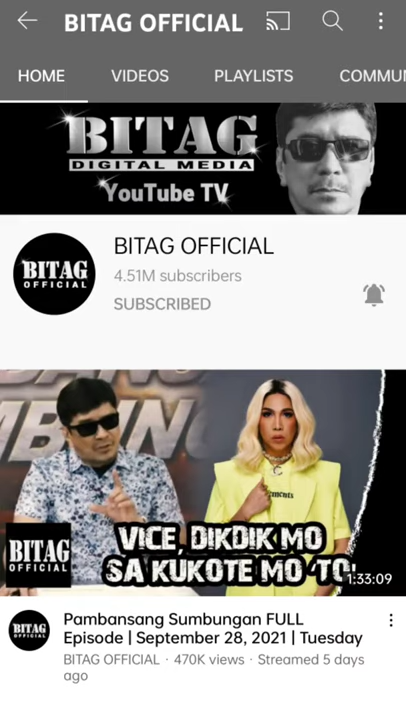 BITAG OFFICIAL
HOME VIDEOS PLAYLISTS COMMU
BITAG
DIGITAL MEDIA
YouTube TV
BITAG
OFFICIAL
BITAG OFFICIAL
4.51M subscribers
SUBSCRIBED
VICE, DIKDIK MO
SA KUKOTE MO 'TO!
BITAG
OFFICIAL
1:33:09
BITAG
OFFICIAL
Pambansang Sumbungan FULL
Episode | September 28, 2021 | Tuesday
BITAG OFFICIAL · 470K views · Streamed 5 days
ago